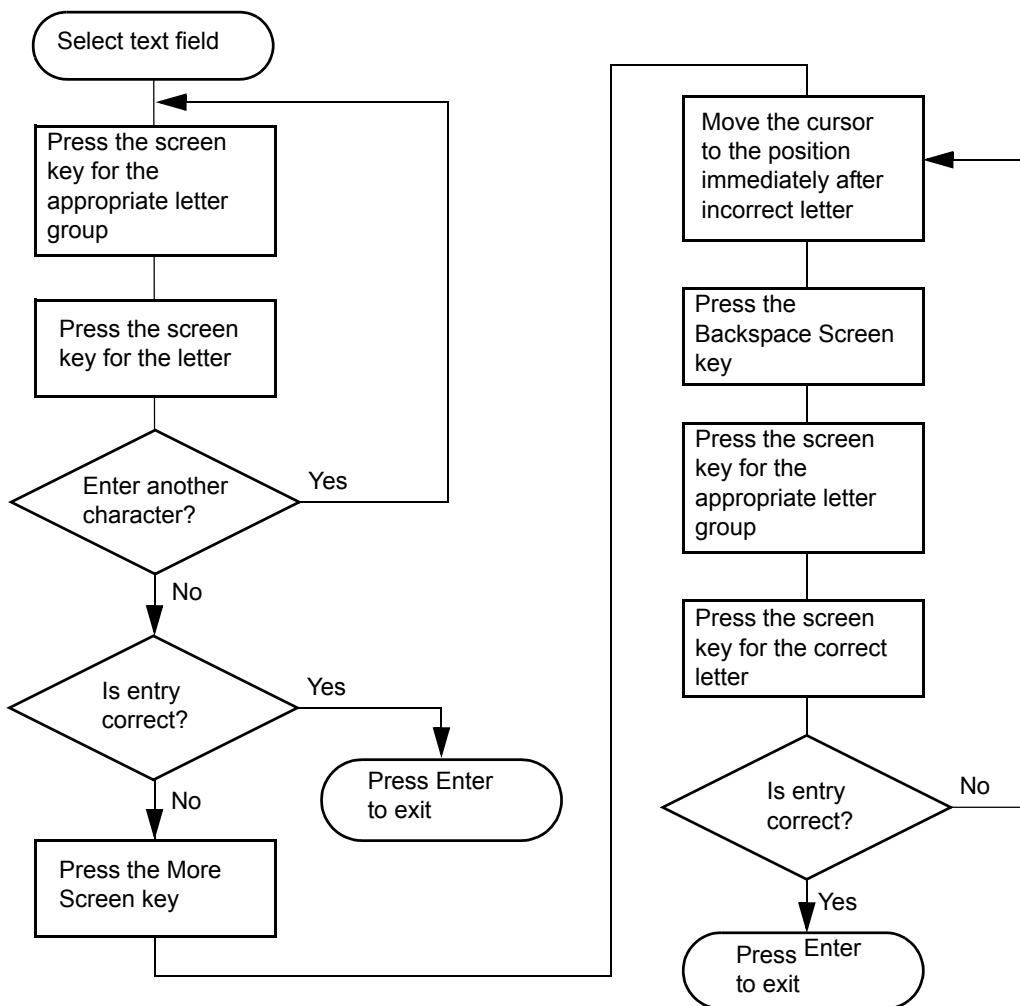 Select text field
Press the screen
key for the
appropriate letter
group
Press the screen
key for the letter
Enter another
character?
Yes
No
Is entry
correct?
Yes
Press Enter
to exit
No
Press the More
Screen key
Move the cursor
to the position
immediately after
incorrect letter
Press the
Backspace Screen
key
Press the screen
key for the
appropriate letter
group
Press the screen
key for the correct
letter
Is entry
correct?
No
Yes
Press Enter
to exit